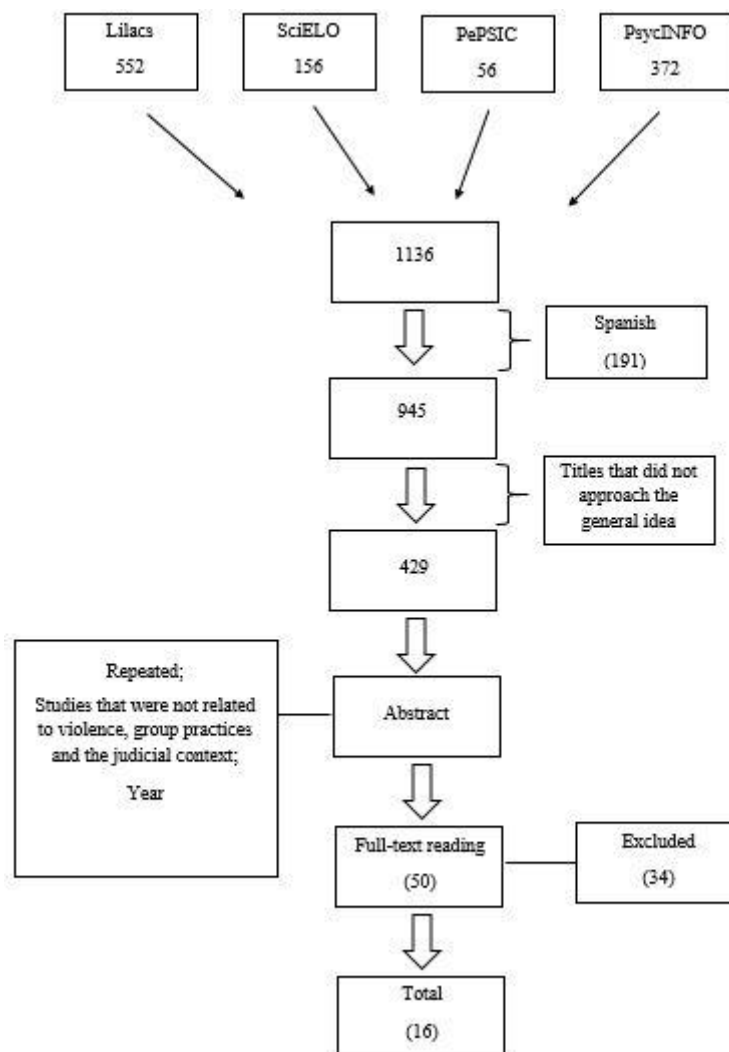 Lilacs
552
SciELO
156
PePSIC
56
PsycINFO
372
1136
Spanish
(191)
945
Titles that did not
approach the
general idea
429
Repeated;
Studies that were not related
to violence, group practices
and the judicial context;
Year
Abstract
Full-text reading
(50)
Excluded
(34)
Total
(16)